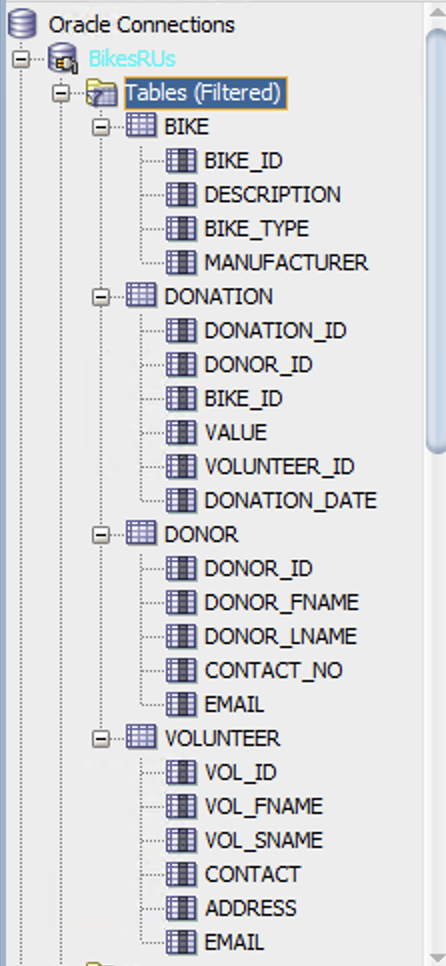 Oracle Connections
BikesRUs
Tables (Filtered)
BIKE
BIKE_ID
DESCRIPTION
BIKE_TYPE
MANUFACTURER
DONATION
DONATION_ID
DONOR_ID
BIKE_ID
VALUE
VOLUNTEER_ID
DONATION_DATE
DONOR
DONOR_ID
DONOR_FNAME
DONOR_LNAME
CONTACT_NO
EMAIL
VOLUNTEER
VOL_ID
VOL_FNAME
VOL_SNAME
CONTACT
ADDRESS
EMAIL